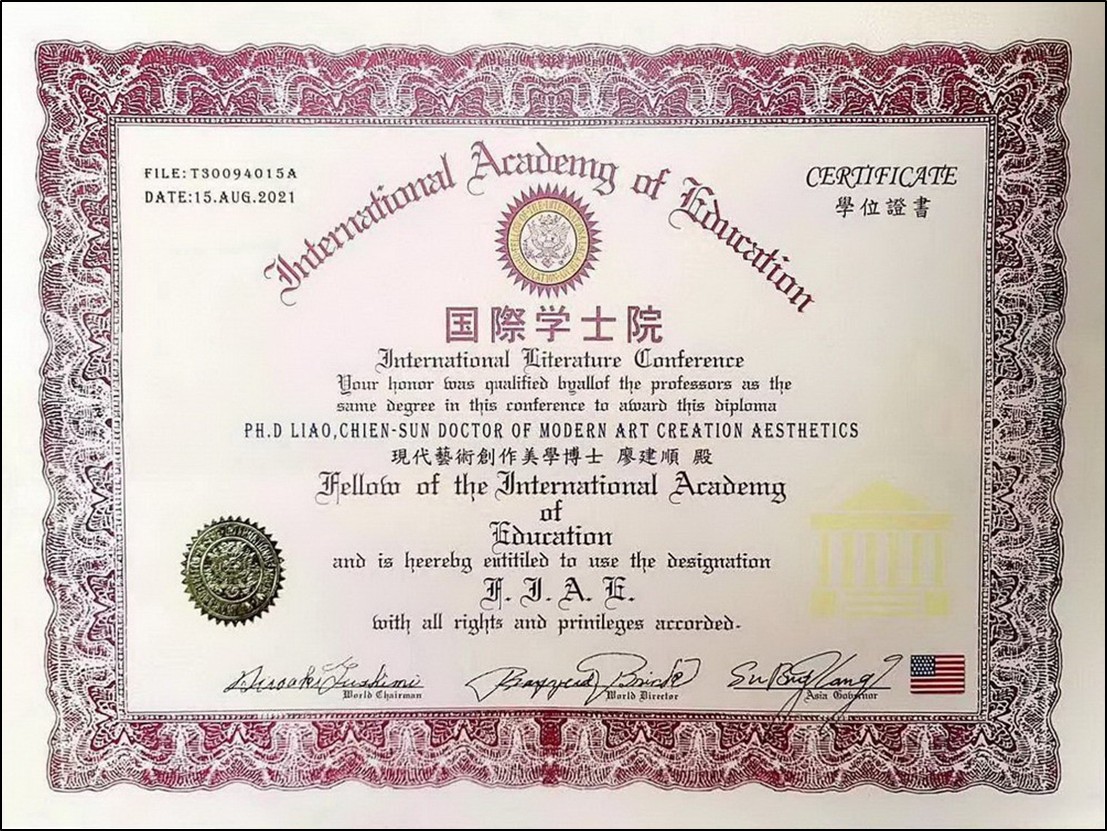 FILE: T30094015A
DATE:15.AUG.2021
CERTIFICATE
學位證書
International Academg of Education
国際学士院
International Literature Conference
Your honor was qualified byallof the professors as the
same degree in this conference to award this diploma
PH.D LIAO,CHIEN-SUN DOCTOR OF MODERN ART CREATION AESTHETICS
現代藝術創作美學博士 廖建順 殿
Fellow of the International Academg
of
Education
and is heerebg entitiled to use the designation
F. I. A. E.
with all rights and prinileges accorded.
World Chairman
World Director
Asia Gobernor